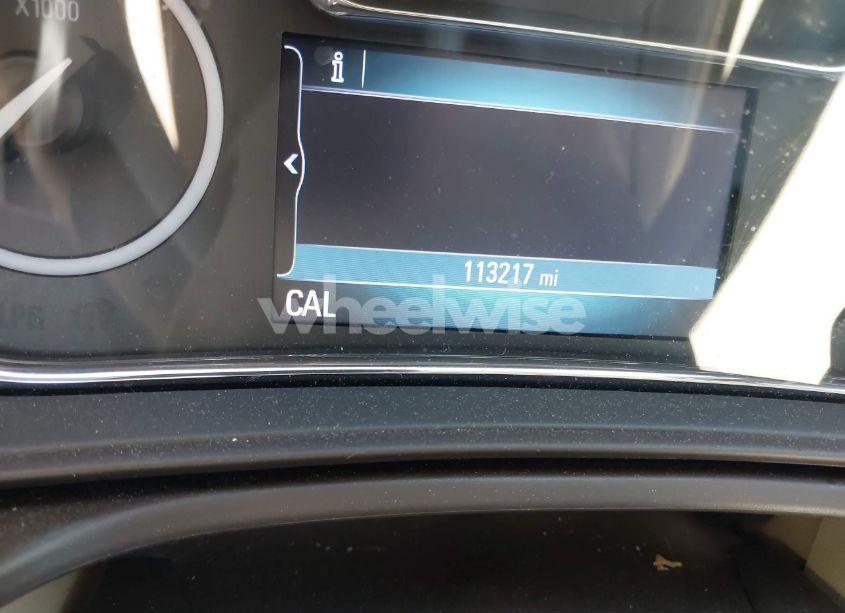 X1000
i
113217 mi
CAL
wheelwise